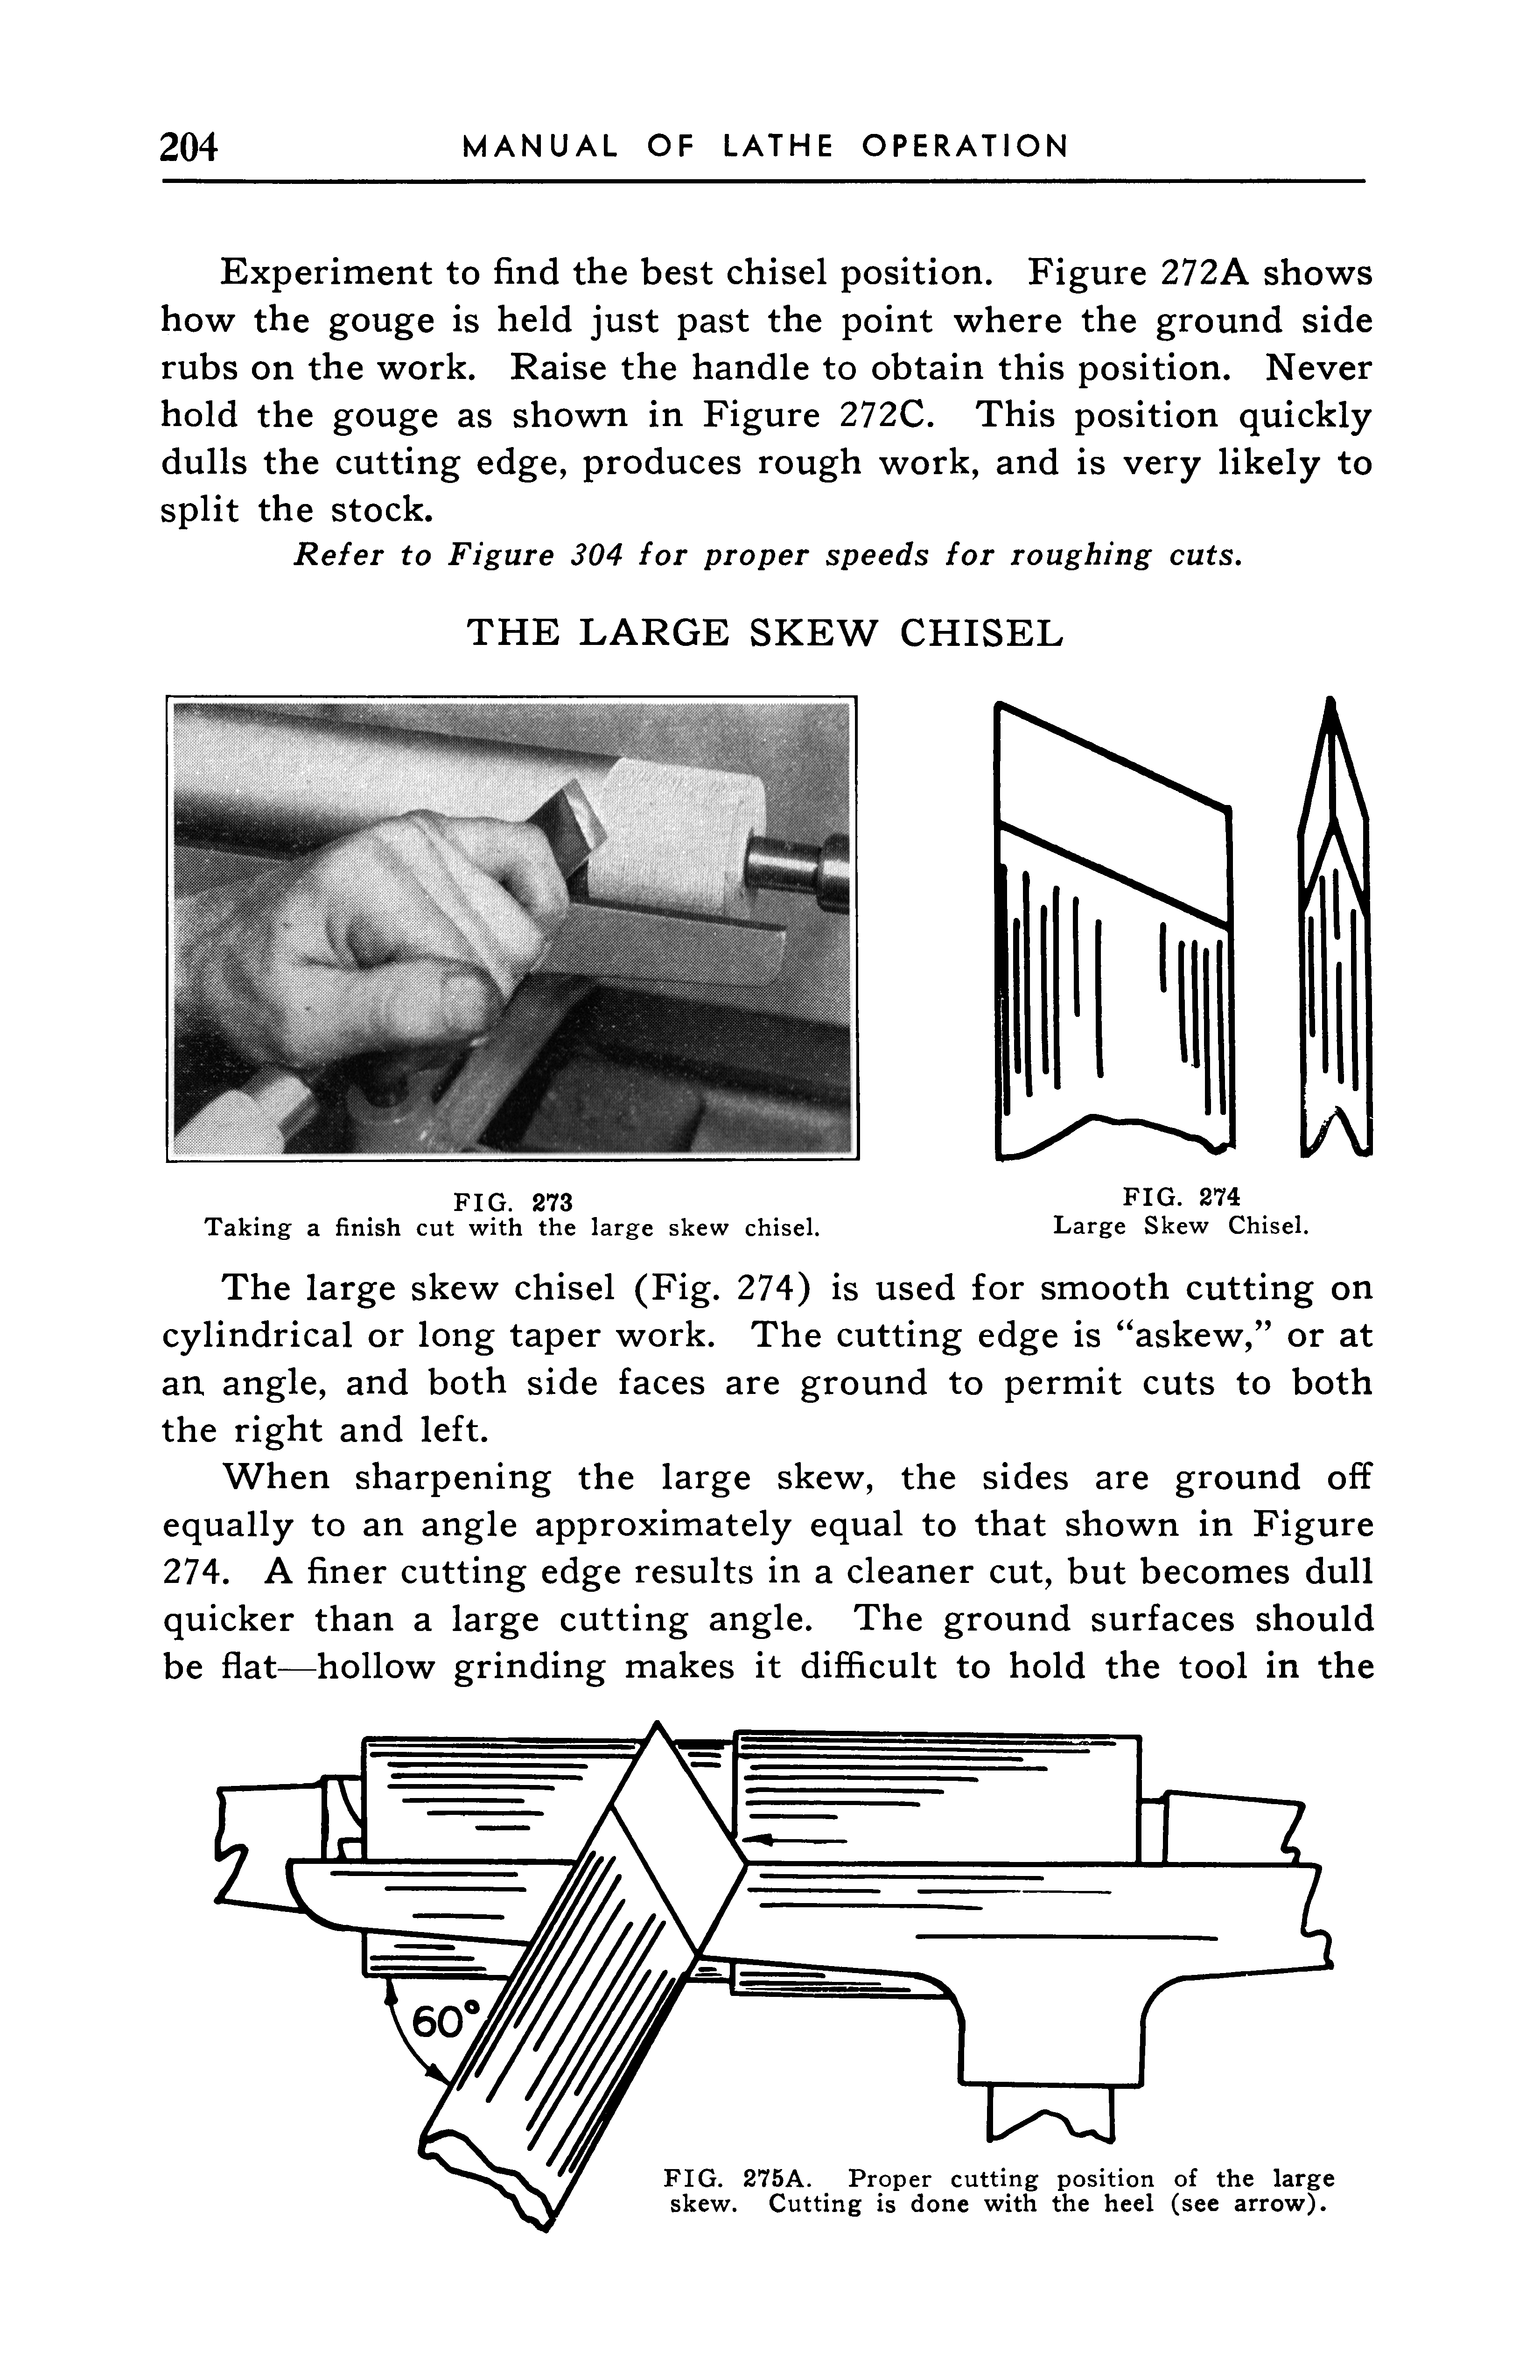 204 MANUAL OF LATHE OPERATION
Experiment to find the best chisel position. Figure 272A shows
how the gouge is held just past the point where the ground side
rubs on the work. Raise the handle to obtain this position. Never
hold the gouge as shown in Figure 272C. This position quickly
dulls the cutting edge, produces rough work, and is very likely to
split the stock.
Refer to Figure 304 for proper speeds for roughing cuts.
THE LARGE SKEW CHISEL
FIG. 273
Taking a finish cut with the large skew chisel.
FIG. 274
Large Skew Chisel.
The large skew chisel (Fig. 274) is used for smooth cutting on
cylindrical or long taper work. The cutting edge is “askew,” or at
an angle, and both side faces are ground to permit cuts to both
the right and left.
When sharpening the large skew, the sides are ground off
equally to an angle approximately equal to that shown in Figure
274. A finer cutting edge results in a cleaner cut, but becomes dull
quicker than a large cutting angle. The ground surfaces should
be flat—hollow grinding makes it difficult to hold the tool in the
60°
FIG. 275A. Proper cutting position of the large
skew. Cutting is done with the heel (see arrow).